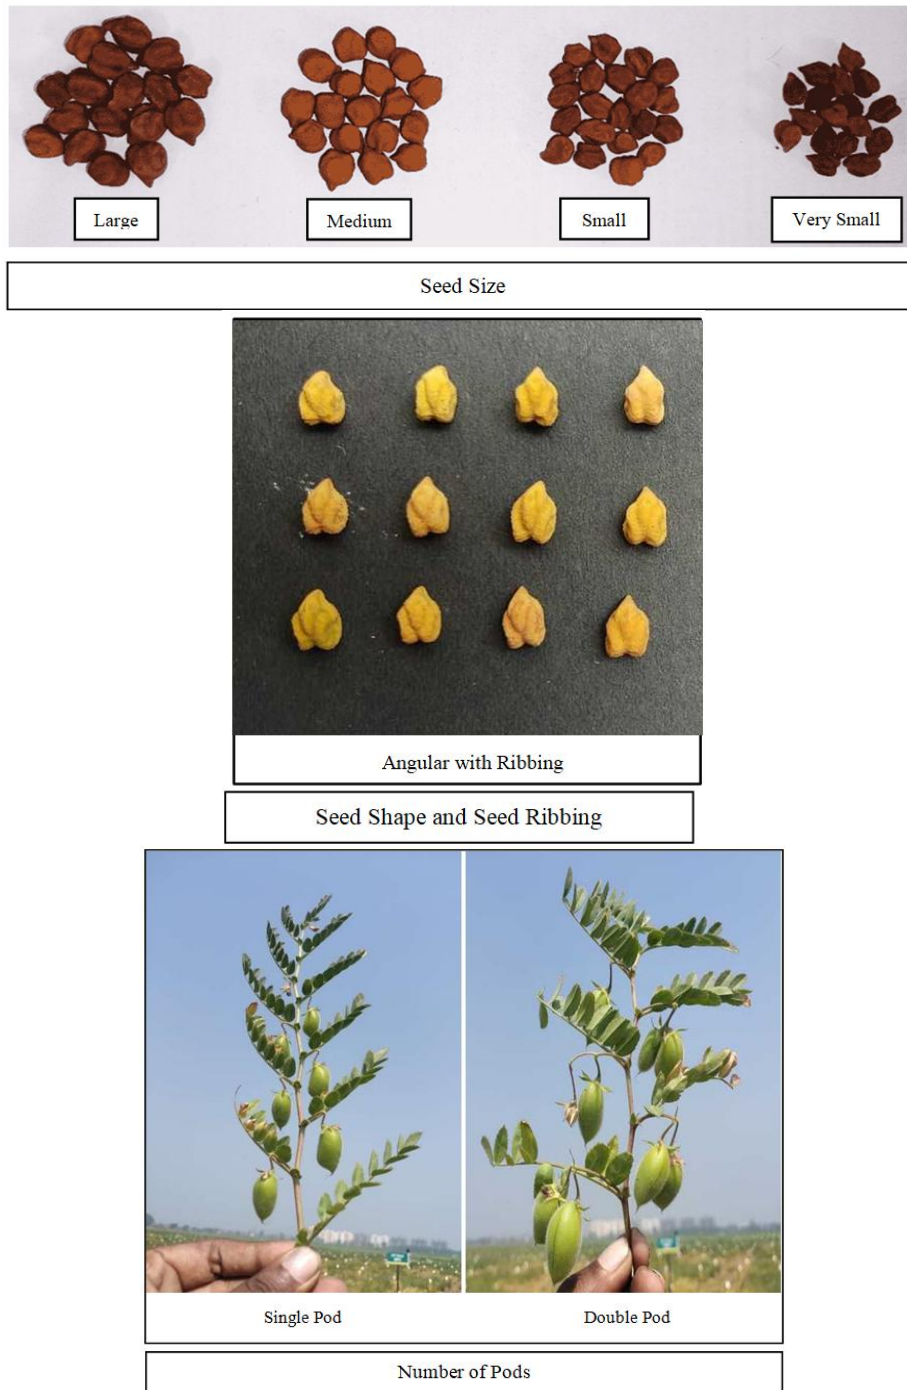 Large
Medium
Small
Very Small
Seed Size
Angular with Ribbing
Seed Shape and Seed Ribbing
Single Pod
Double Pod
Number of Pods